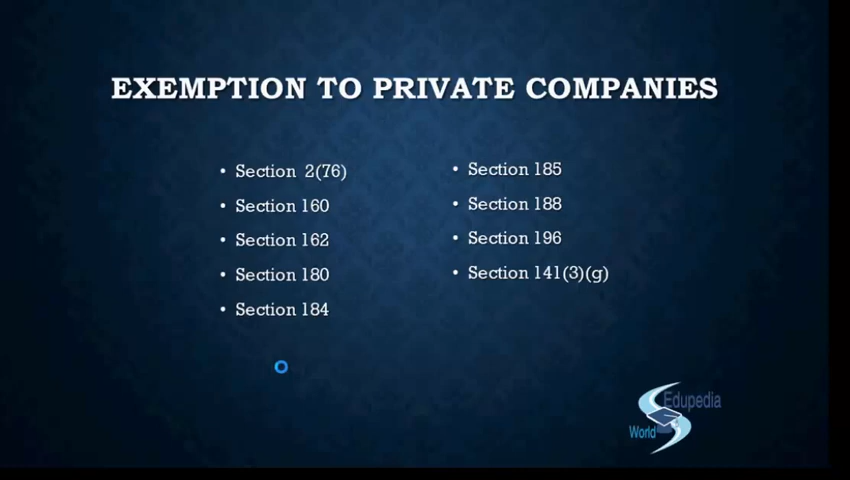 EXEMPTION TO PRIVATE COMPANIES
• Section 2(76)
• Section 160
• Section 162
• Section 180
• Section 184
• Section 185
• Section 188
• Section 196
• Section 141(3)(g)
Edupedia
World